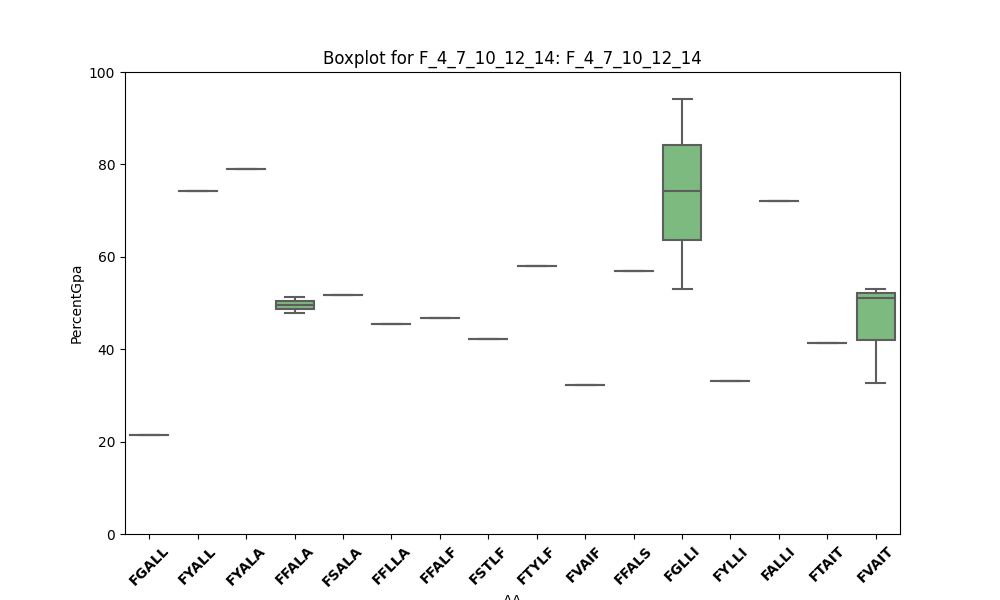 Boxplot for F_4_7_10_12_14: F_4_7_10_12_14
100
80
60
40
20
0
PercentGpa
FGALL FYALL FYALA FFALA FSALA FFLLA FFALF FSTLF FTYLF FVAIF FFALS FGLLI FYLLI FALLI FTAIT FVAIT
AA